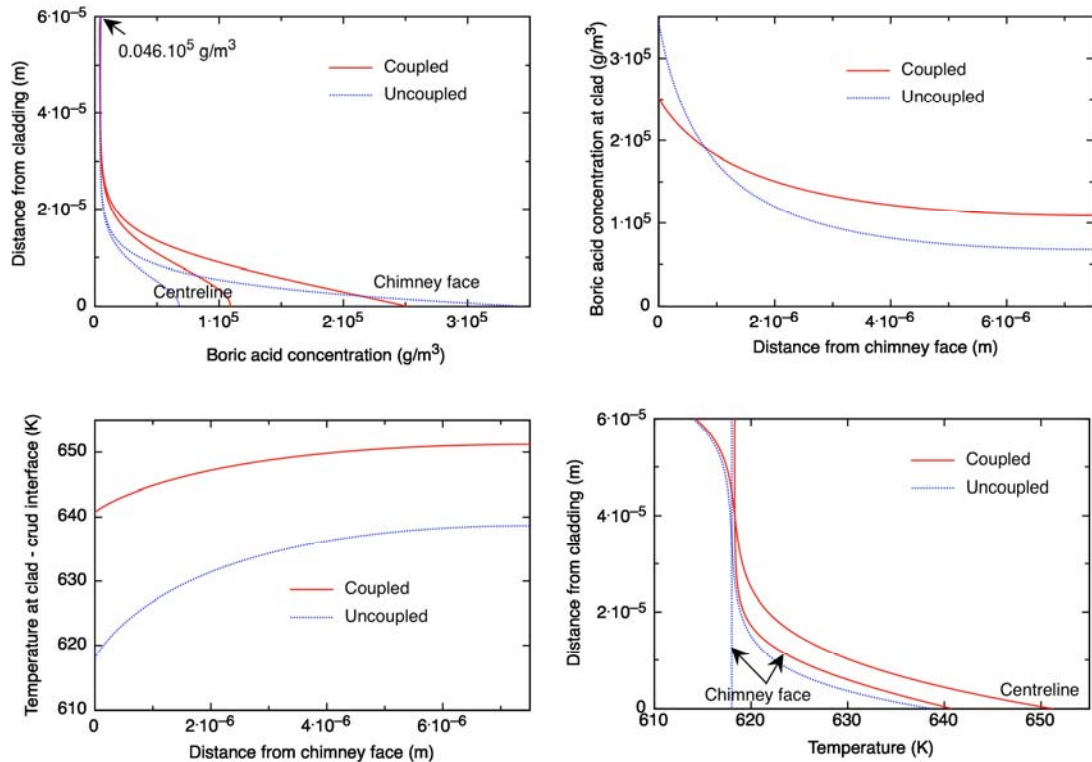 6·10⁻⁵
4·10⁻⁵
2·10⁻⁵
0
Distance from cladding (m)
0.046.10⁵ g/m³
Coupled
Uncoupled
Centreline
Chimney face
0
1·10⁵
2·10⁵
3·10⁵
Boric acid concentration (g/m³)
3·10⁵
2·10⁵
1·10⁵
0
Boric acid concentration at clad (g/m³)
Coupled
Uncoupled
0
2·10⁻⁶
4·10⁻⁶
6·10⁻⁶
Distance from chimney face (m)
650
640
630
620
610
Temperature at clad - crud interface (K)
Coupled
Uncoupled
0
2·10⁻⁶
4·10⁻⁶
6·10⁻⁶
Distance from chimney face (m)
6·10⁻⁵
4·10⁻⁵
2·10⁻⁵
0
Distance from cladding (m)
Coupled
Uncoupled
Chimney face
Centreline
610
620
630
640
650
Temperature (K)